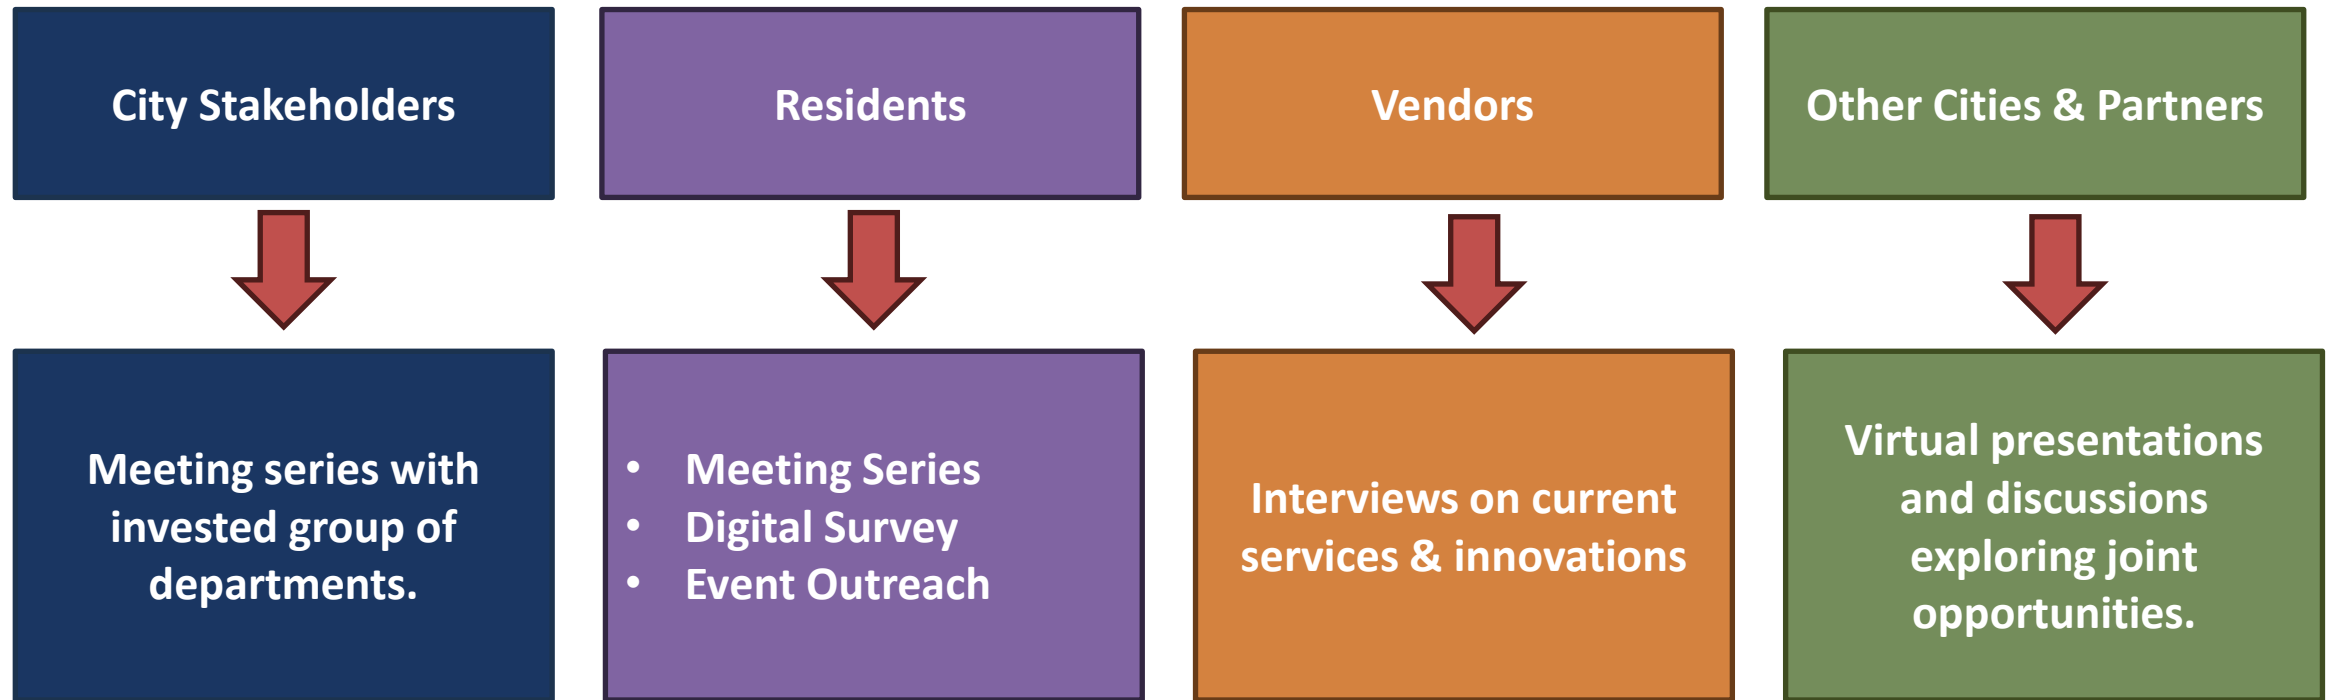 City Stakeholders
Residents
Vendors
Other Cities & Partners
Meeting series with
invested group of
departments.
• Meeting Series
• Digital Survey
• Event Outreach
Interviews on current
services & innovations
Virtual presentations
and discussions
exploring joint
opportunities.